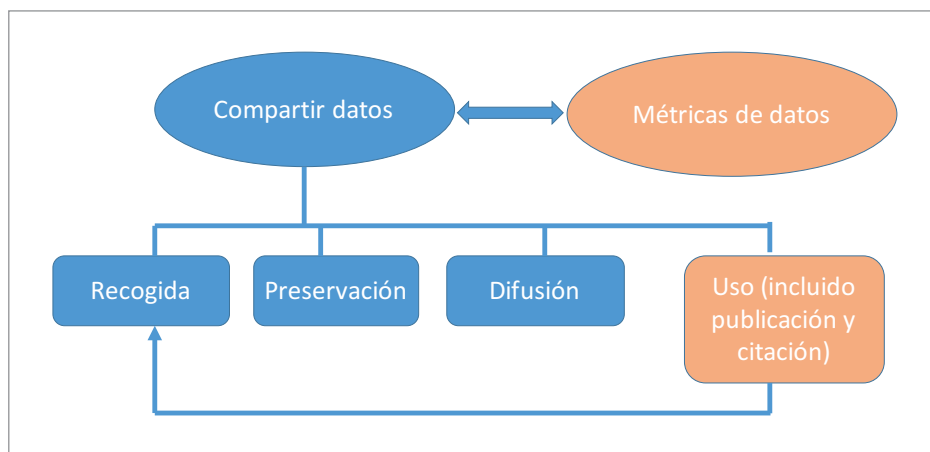 Compartir datos
Métricas de datos
Recogida
Preservación
Difusión
Uso (incluido
publicación y
citación)